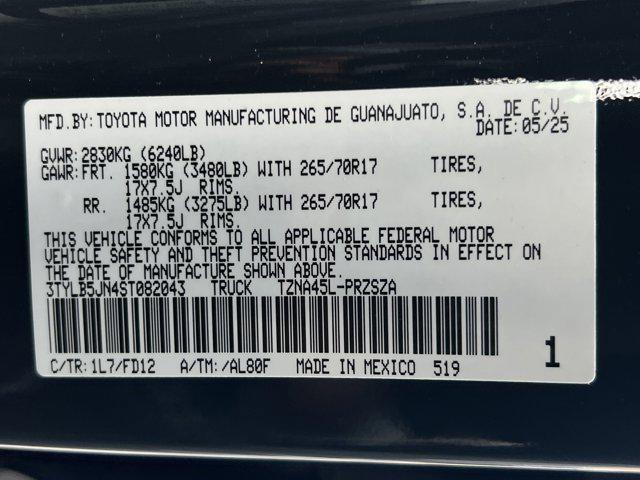 MFD.BY:TOYOTA MOTOR MANUFACTURING DE GUANAJUATO, S.A. DE C.V.
DATE:05/25
GVWR:2830KG (6240LB)
GAWR:FRT. 1580KG (3480LB) WITH 265/70R17 TIRES,
17X7.5J RIMS.
RR. 1485KG (3275LB) WITH 265/70R17 TIRES,
17X7.5J RIMS.
THIS VEHICLE CONFORMS TO ALL APPLICABLE FEDERAL MOTOR
VEHICLE SAFETY AND THEFT PREVENTION STANDARDS IN EFFECT ON
THE DATE OF MANUFACTURE SHOWN ABOVE.
3TYLB5JN4ST082043 TRUCK TZNA45L-PRZSZA
C/TR:1L7/FD12 A/TM:/AL80F MADE IN MEXICO 519
1